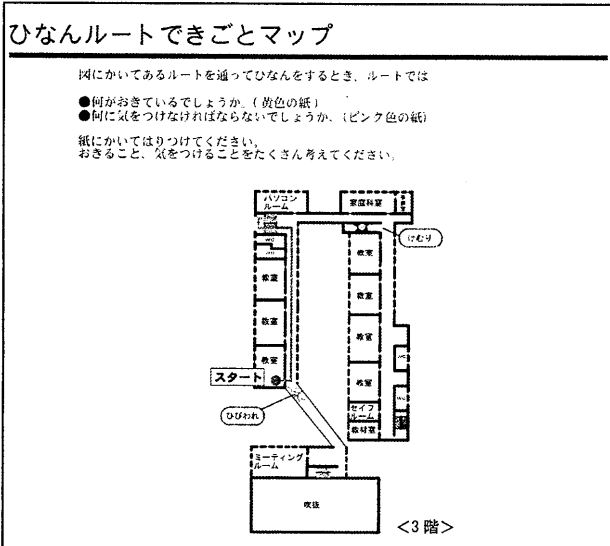 ひなんルートできごとマップ
図にかいてあるルートを通ってひなんをするとき、ルートでは
●何がおきているでしょうか。(黄色の紙)
●何に気をつけなければならないでしょうか。(ピンク色の紙)
紙にかいてはりつけてください。
おきること、気をつけることをたくさん考えてください。
パソコン
ルーム
家庭科室
けむり
WC
教室
教室
教室
教室
教室
教室
教室
スタート
ひびわれ
セイフ
ルーム
教材室
ミーティング
ルーム
吹抜
<3階>